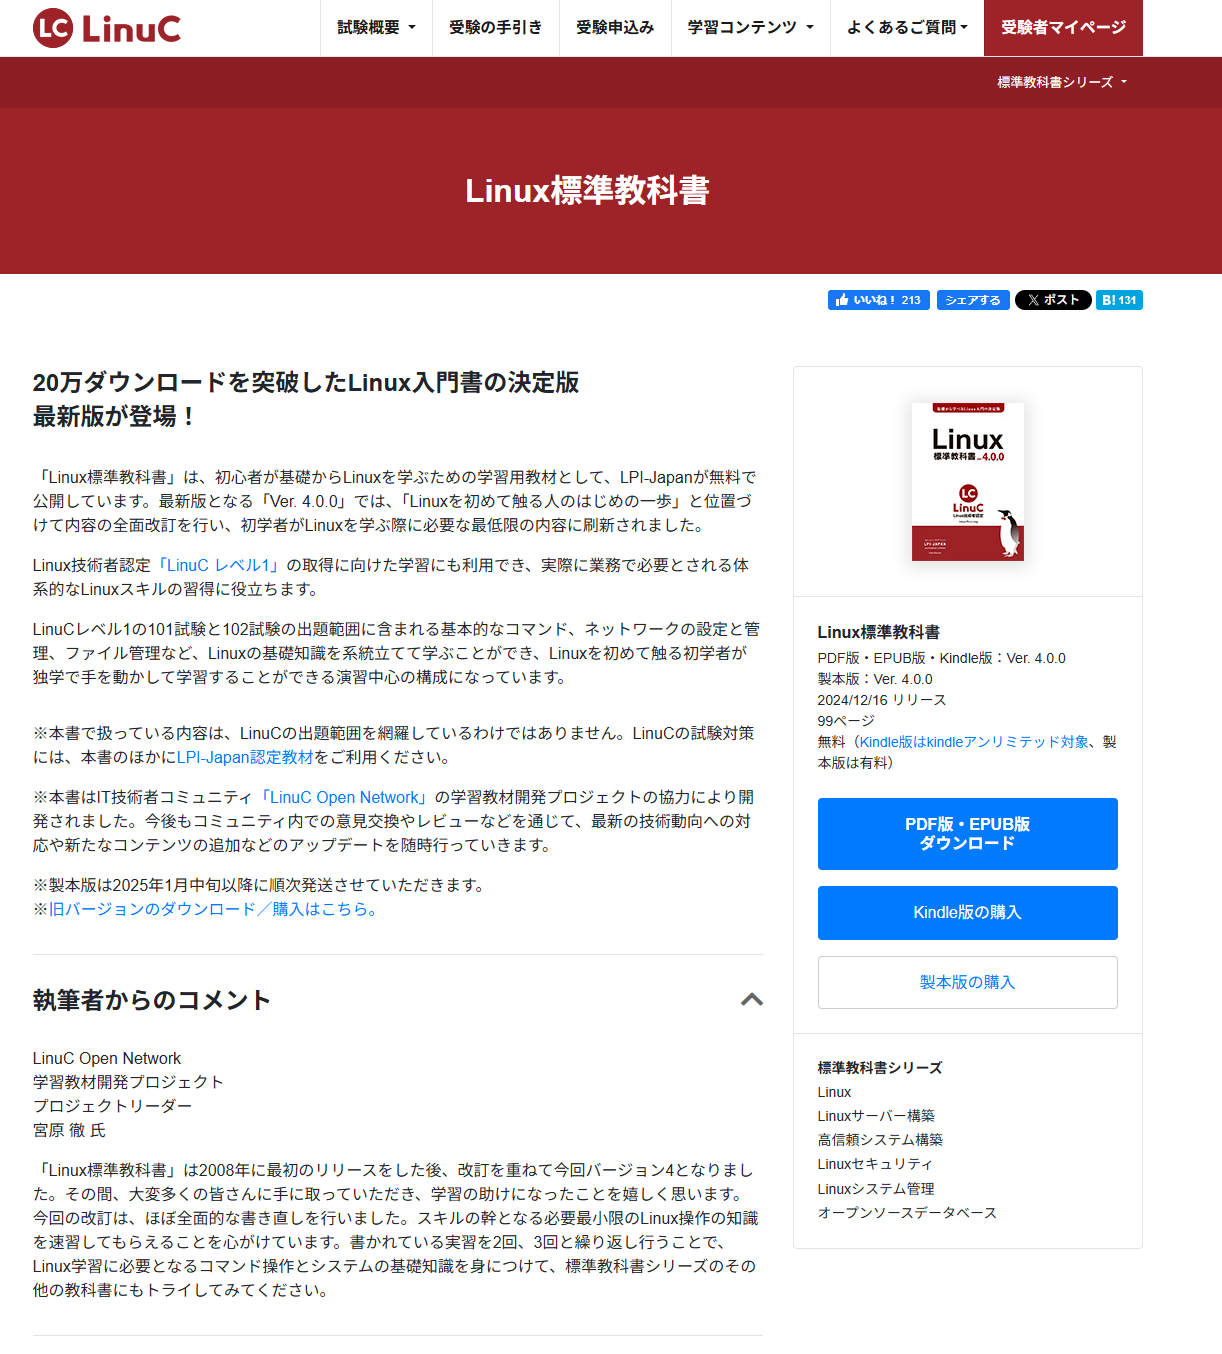 LC LinuC
試験概要
受験の手引き
受験申込み
学習コンテンツ
よくあるご質問
受験者マイページ
標準教科書シリーズ
Linux標準教科書
いいね！ 213
シェアする
ポスト
B! 131
20万ダウンロードを突破したLinux入門書の決定版
最新版が登場！
「Linux標準教科書」は、初心者が基礎からLinuxを学ぶための学習用教材として、LPI-Japanが無料で
公開しています。最新版となる「Ver. 4.0.0」では、「Linuxを初めて触る人のはじめの一歩」と位置づ
けて内容の全面改訂を行い、初学者がLinuxを学ぶ際に必要な最低限の内容に刷新されました。
Linux技術者認定「LinuC レベル1」の取得に向けた学習にも利用でき、実際に業務で必要とされる体
系的なLinuxスキルの習得に役立ちます。
LinuCレベル1の101試験と102試験の出題範囲に含まれる基本的なコマンド、ネットワークの設定と管
理、ファイル管理など、Linuxの基礎知識を系統立てて学ぶことができ、Linuxを初めて触る初学者が
独学で手を動かして学習することができる演習中心の構成になっています。
※本書で扱っている内容は、LinuCの出題範囲を網羅しているわけではありません。LinuCの試験対策
には、本書のほかにLPI-Japan認定教材をご利用ください。
※本書はIT技術者コミュニティ「LinuC Open Network」の学習教材開発プロジェクトの協力により開
発されました。今後もコミュニティ内での意見交換やレビューなどを通じて、最新の技術動向への対
応や新たなコンテンツの追加などのアップデートを随時行っていきます。
※製本版は2025年1月中旬以降に順次発送させていただきます。
※旧バージョンのダウンロード／購入はこちら。
執筆者からのコメント
LinuC Open Network
学習教材開発プロジェクト
プロジェクトリーダー
宮原 徹 氏
「Linux標準教科書」は2008年に最初のリリースをした後、改訂を重ねて今回バージョン4となりまし
た。その間、大変多くの皆さんに手に取っていただき、学習の助けになったことを嬉しく思います。
今回の改訂は、ほぼ全面的な書き直しを行いました。スキルの幹となる必要最小限のLinux操作の知識
を速習してもらえることを心がけています。書かれている実習を2回、3回と繰り返し行うことで、
Linux学習に必要となるコマンド操作とシステムの基礎知識を身につけて、標準教科書シリーズのその
他の教科書にもトライしてみてください。
Linux
標準教科書 4.0.0
LC
LinuC
Linux技術者認定
LPI-JAPAN
Linux標準教科書
PDF版・EPUB版・Kindle版：Ver. 4.0.0
製本版：Ver. 4.0.0
2024/12/16 リリース
99ページ
無料（Kindle版はkindleアンリミテッド対象、製
本版は有料）
PDF版・EPUB版
ダウンロード
Kindle版の購入
製本版の購入
標準教科書シリーズ
Linux
Linuxサーバー構築
高信頼システム構築
Linuxセキュリティ
Linuxシステム管理
オープンソースデータベース